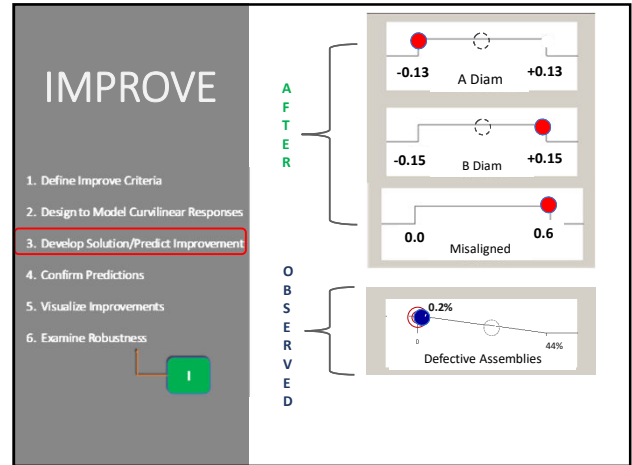 IMPROVE
1. Define Improve Criteria
2. Design to Model Curvilinear Responses
3. Develop Solution/Predict Improvement
4. Confirm Predictions
5. Visualize Improvements
6. Examine Robustness
I
A
F
T
E
R
-0.13
+0.13
A Diam
-0.15
+0.15
B Diam
0.0
0.6
Misaligned
O
B
S
E
R
V
E
D
0.2%
0
44%
Defective Assemblies